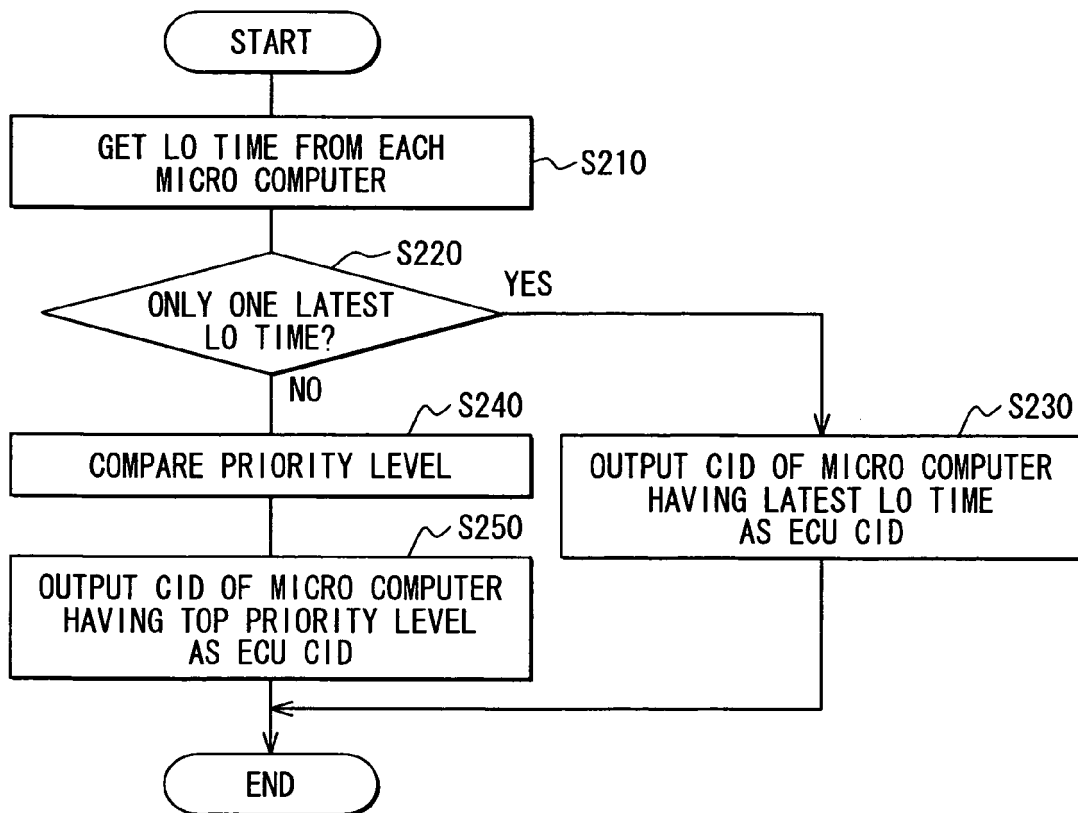 START
GET LO TIME FROM EACH
MICRO COMPUTER
S210
S220
ONLY ONE LATEST
LO TIME?
YES
NO
S240
COMPARE PRIORITY LEVEL
S230
OUTPUT CID OF MICRO COMPUTER
HAVING LATEST LO TIME
AS ECU CID
S250
OUTPUT CID OF MICRO COMPUTER
HAVING TOP PRIORITY LEVEL
AS ECU CID
END